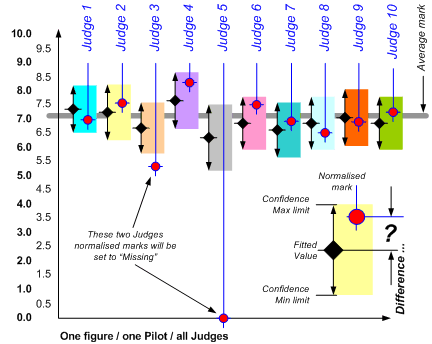 Judge 1
Judge 2
Judge 3
Judge 4
Judge 5
Judge 6
Judge 7
Judge 8
Judge 9
Judge 10
Average mark
10.0
9.5
9.0
8.5
8.0
7.5
7.0
6.5
6.0
5.5
5.0
4.5
4.0
3.5
3.0
2.5
2.0
1.5
1.0
0.5
0.0
These two Judges
normalised marks will be
set to “Missing”
Normalised
mark
Confidence
Max limit
Fitted
Value
Confidence
Min limit
?
Difference ...
One figure / one Pilot / all Judges